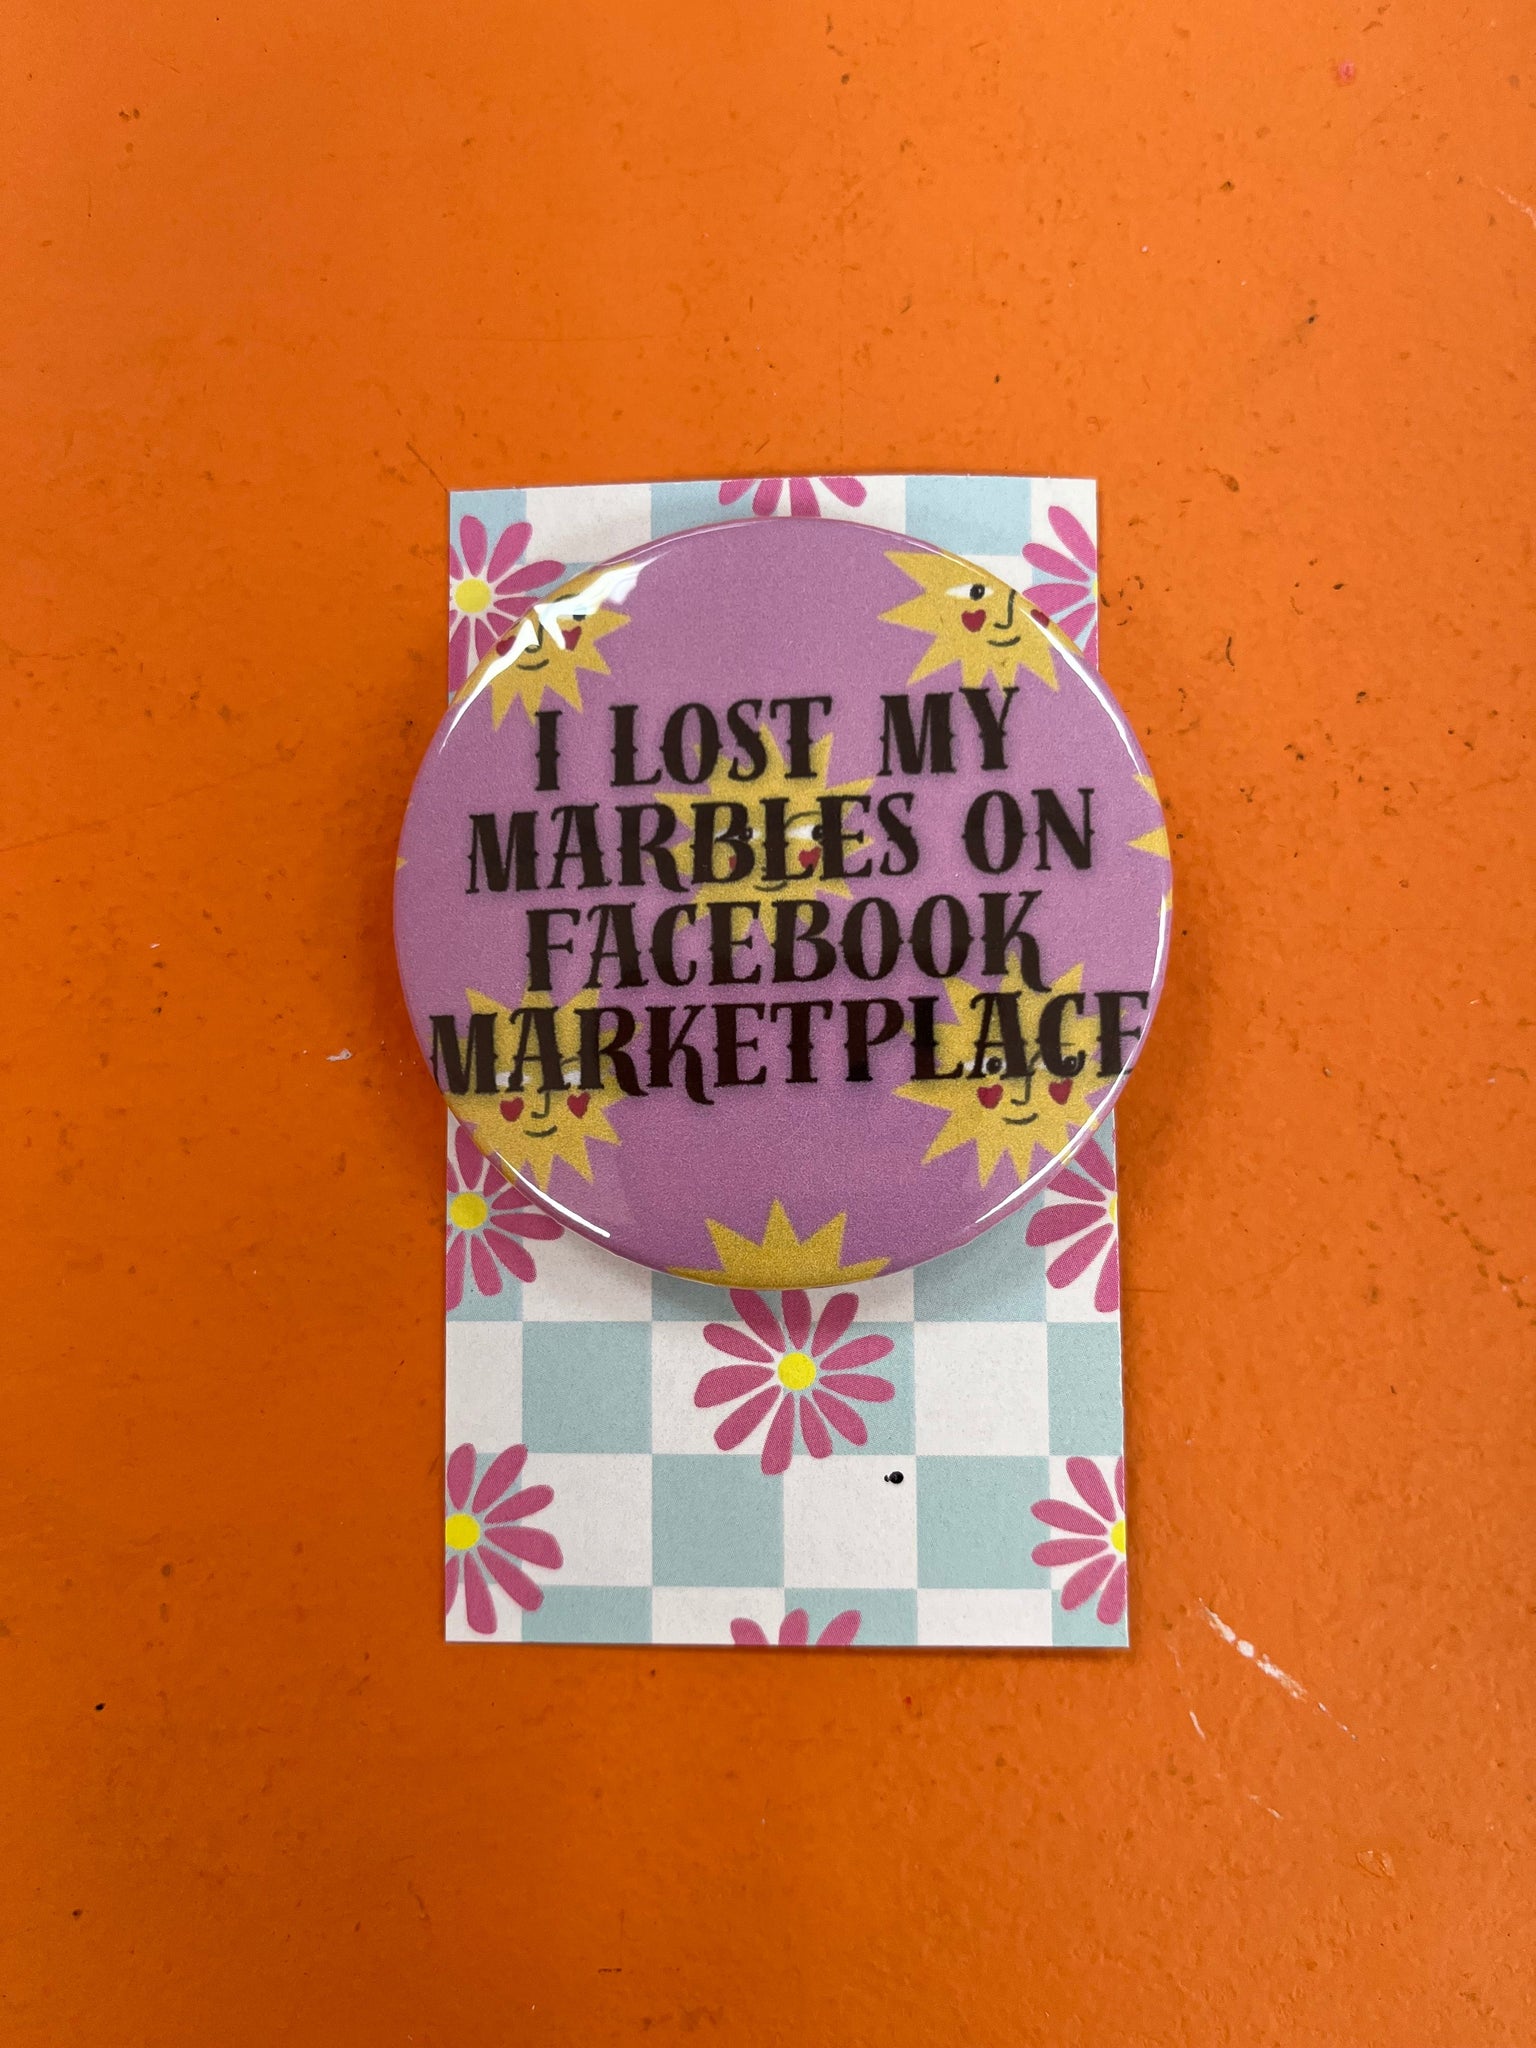 I LOST MY
MARBLES ON
FACEBOOK
MARKETPLACE